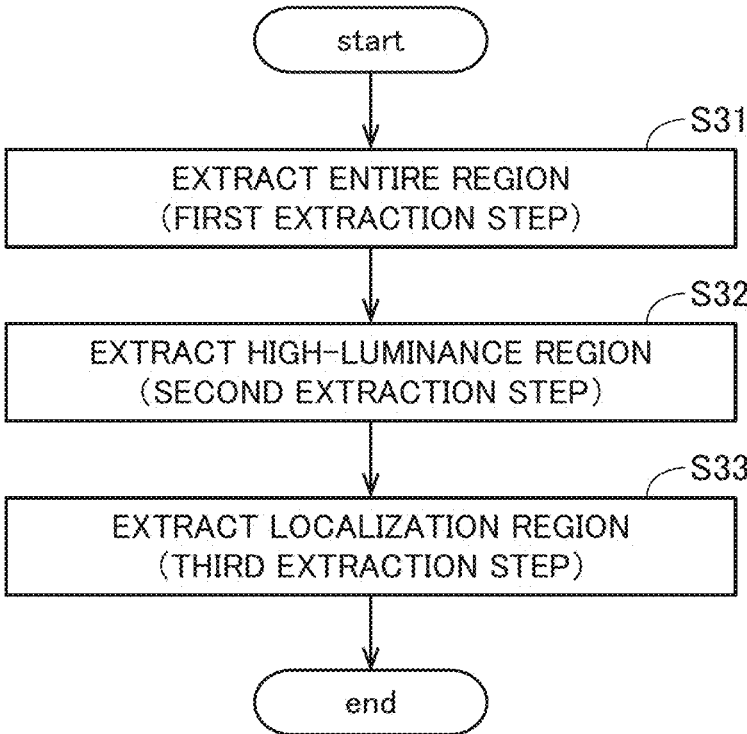 start
S31
EXTRACT ENTIRE REGION
(FIRST EXTRACTION STEP)
S32
EXTRACT HIGH-LUMINANCE REGION
(SECOND EXTRACTION STEP)
S33
EXTRACT LOCALIZATION REGION
(THIRD EXTRACTION STEP)
end